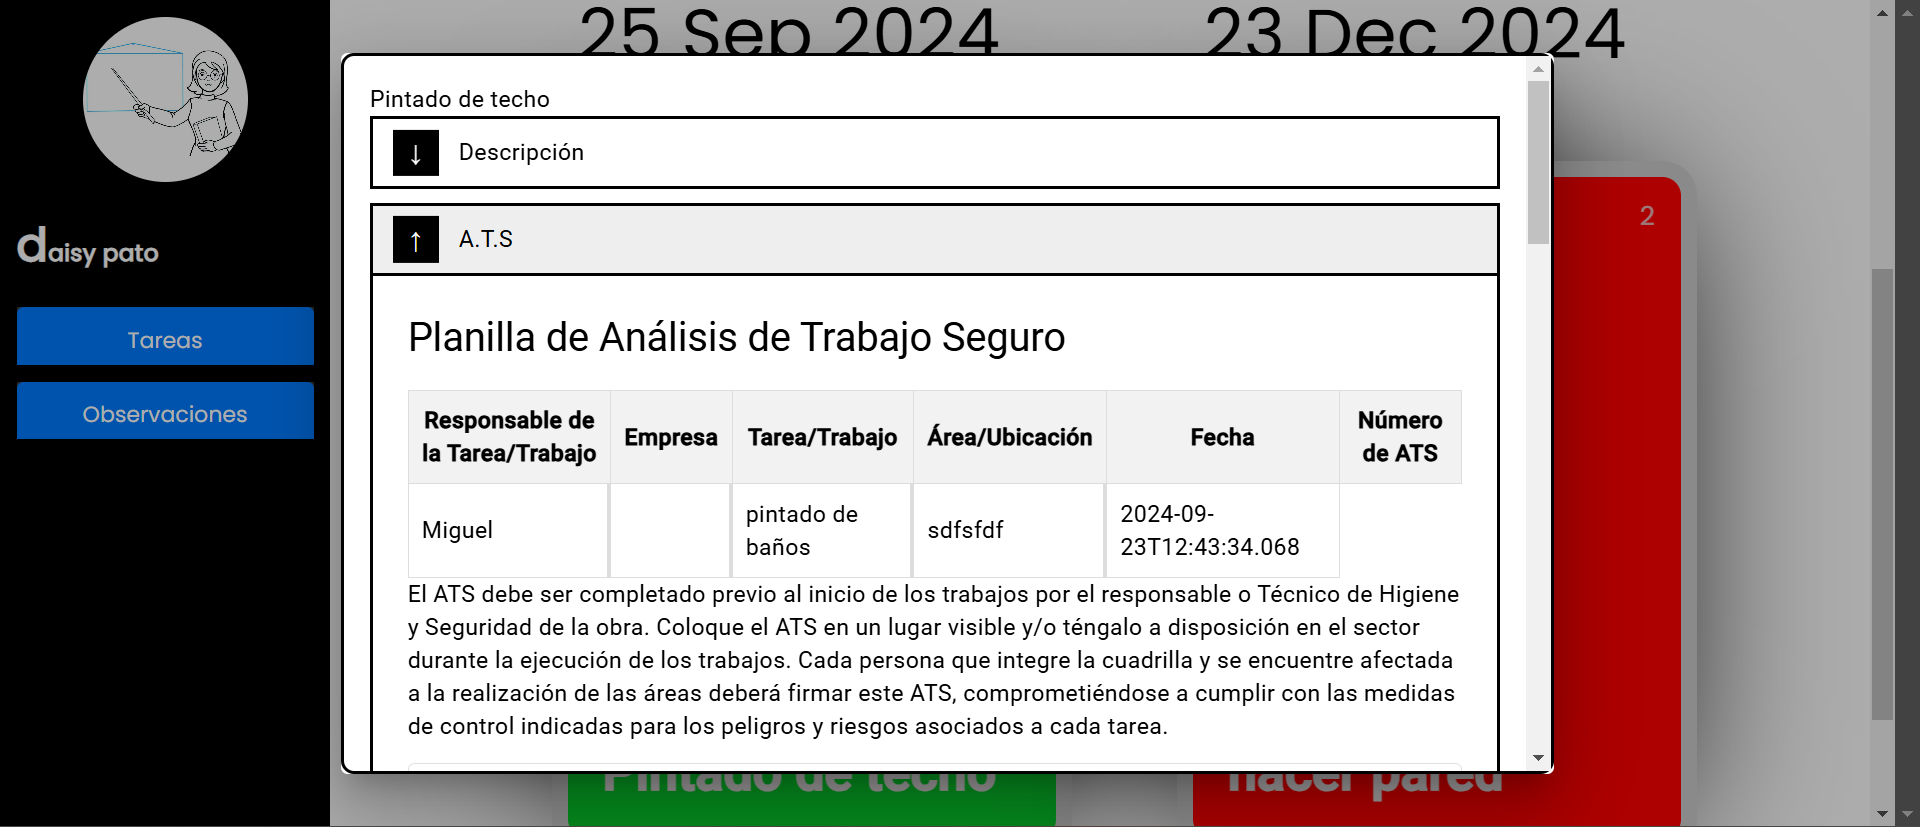 daisy pato
Tareas
Observaciones
25 Sep 2024
23 Dec 2024
2
Pintado de techo
↓ Descripción
↑ A.T.S
Planilla de Análisis de Trabajo Seguro
Responsable de la Tarea/Trabajo
Empresa
Tarea/Trabajo
Área/Ubicación
Fecha
Número de ATS
Miguel
pintado de baños
sdfsfdf
2024-09-23T12:43:34.068
El ATS debe ser completado previo al inicio de los trabajos por el responsable o Técnico de Higiene
y Seguridad de la obra. Coloque el ATS en un lugar visible y/o téngalo a disposición en el sector
durante la ejecución de los trabajos. Cada persona que integre la cuadrilla y se encuentre afectada
a la realización de las áreas deberá firmar este ATS, comprometiéndose a cumplir con las medidas
de control indicadas para los peligros y riesgos asociados a cada tarea.
Pintado de techo
hacer pared